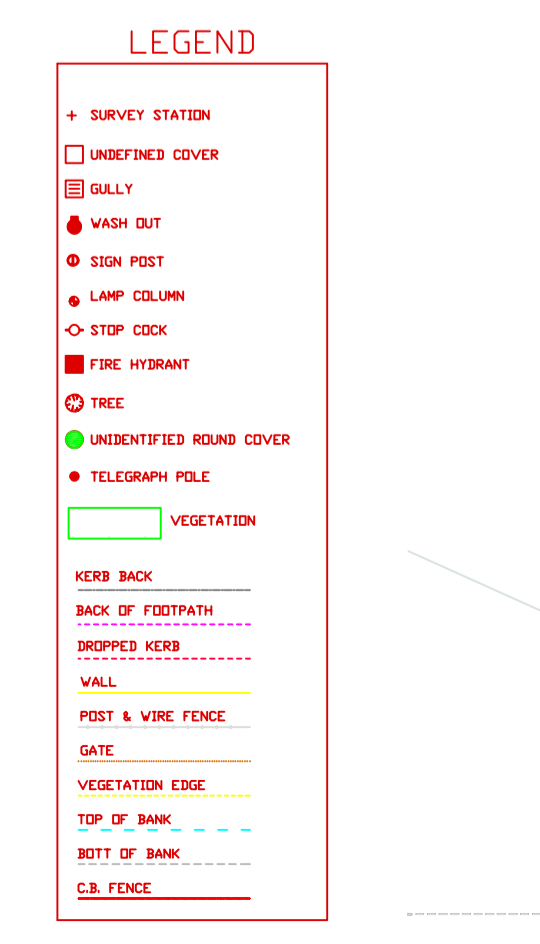 LEGEND
SURVEY STATION
UNDEFINED COVER
GULLY
WASH OUT
SIGN POST
LAMP COLUMN
STOP COCK
FIRE HYDRANT
TREE
UNIDENTIFIED ROUND COVER
TELEGRAPH POLE
VEGETATION
KERB BACK
BACK OF FOOTPATH
DROPPED KERB
WALL
POST & WIRE FENCE
GATE
VEGETATION EDGE
TOP OF BANK
BOTT OF BANK
C.B. FENCE